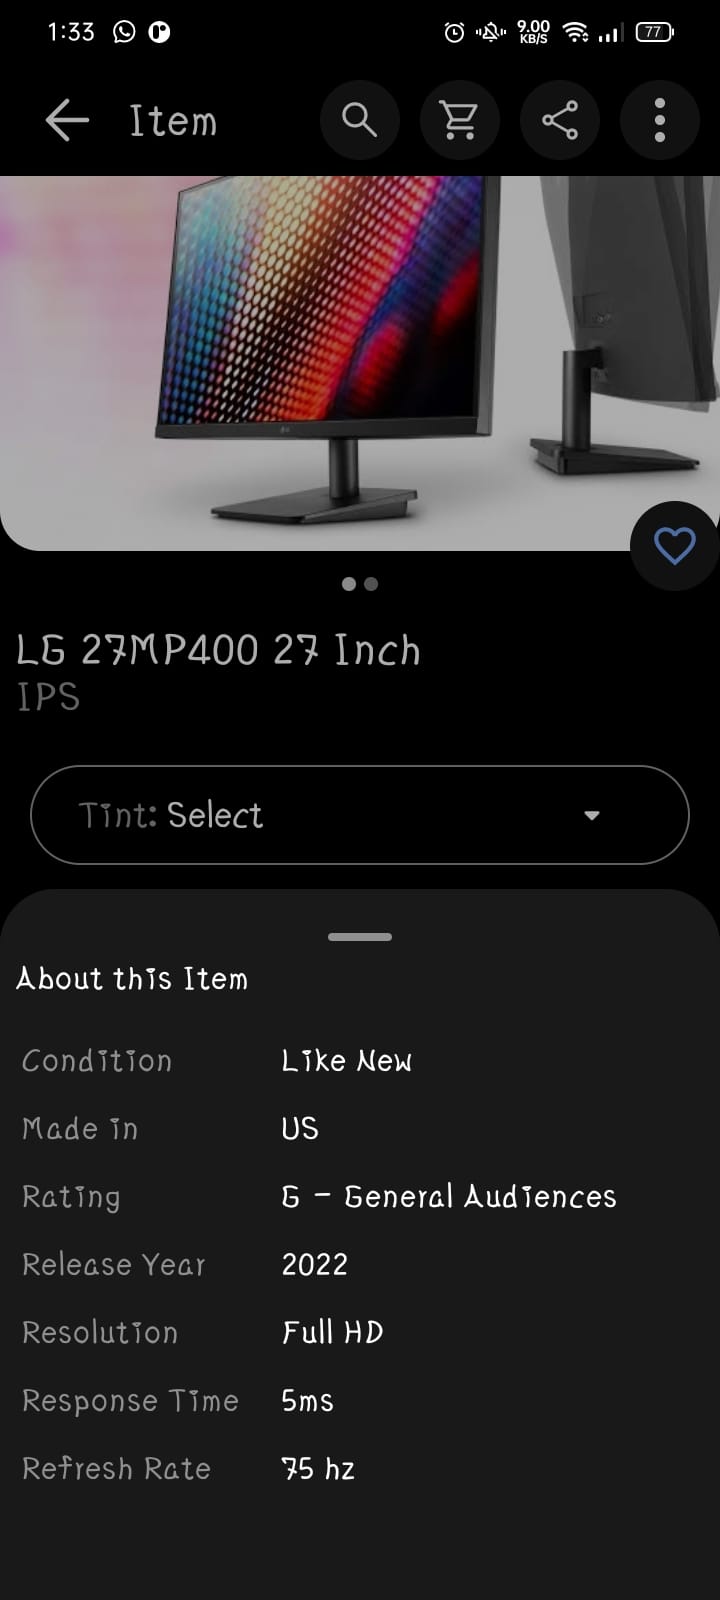 1:33
9.00
KB/S
77
Item
LG
LG 27MP400 27 Inch
IPS
Tint: Select
About this Item
Condition Like New
Made in US
Rating G - General Audiences
Release Year 2022
Resolution Full HD
Response Time 5ms
Refresh Rate 75 hz